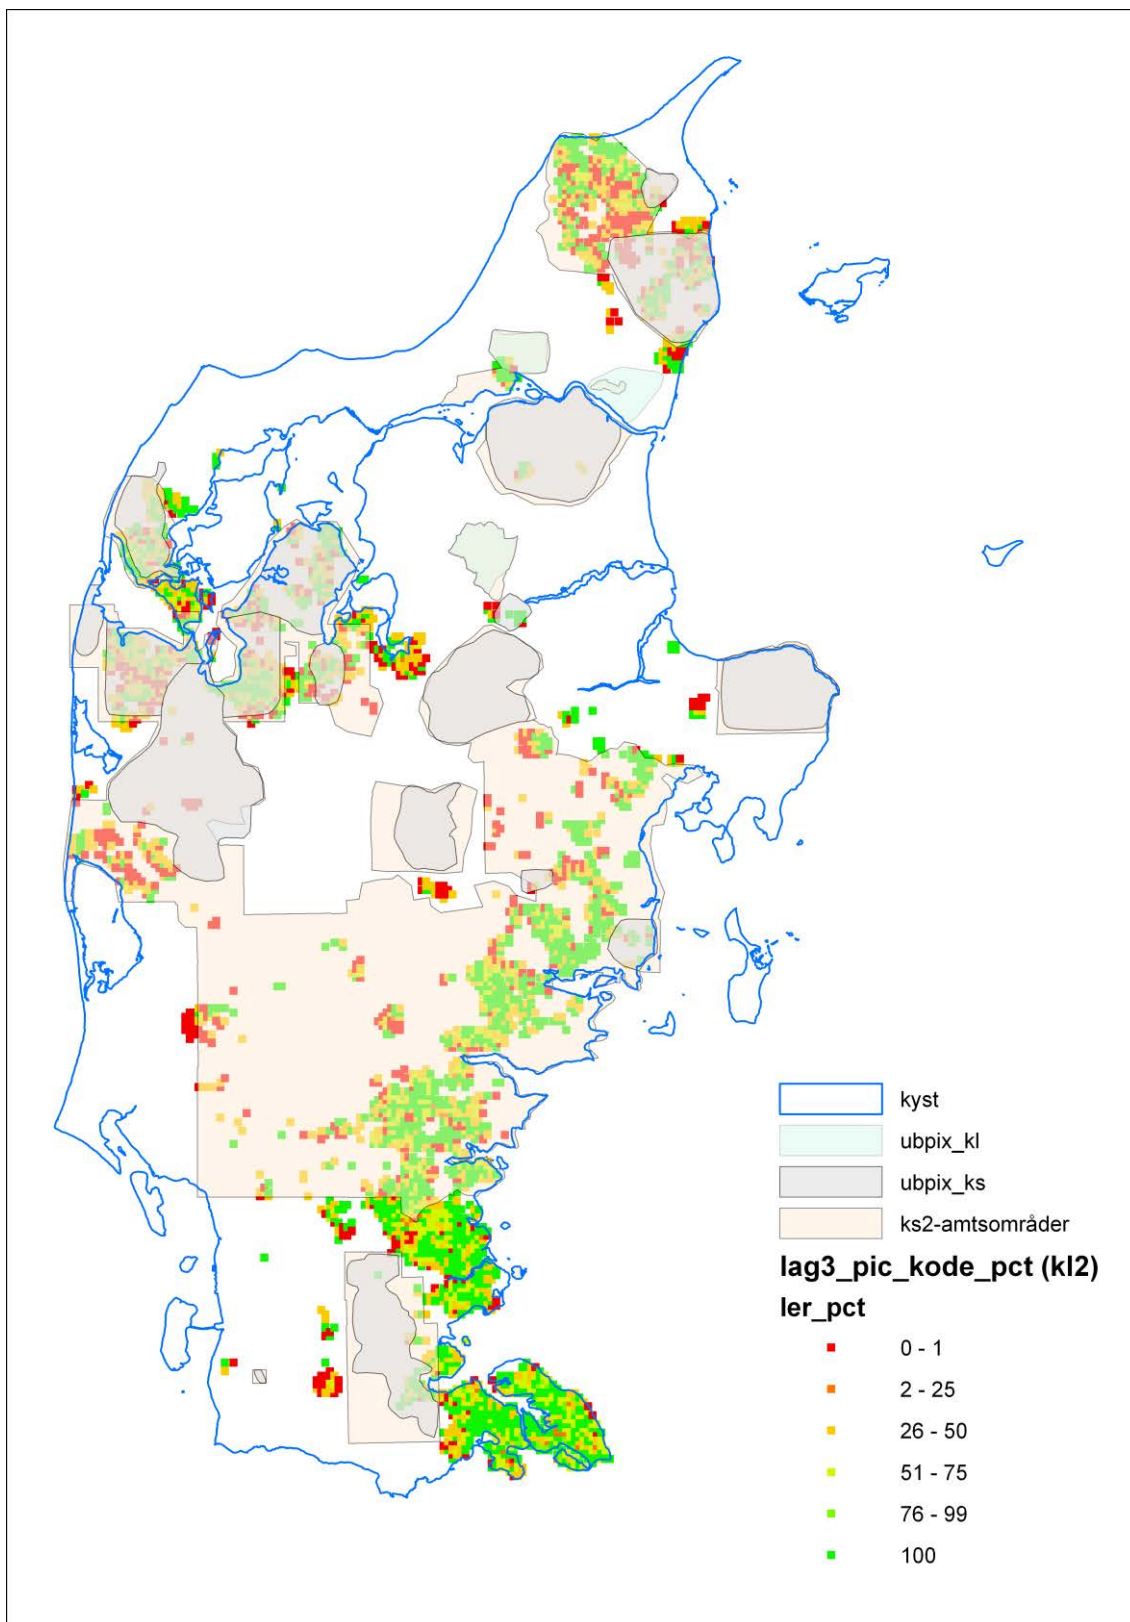 kyst
ubpix_kl
ubpix_ks
ks2-amtsområder
lag3_pic_kode_pct (kl2)
ler_pct
0 - 1
2 - 25
26 - 50
51 - 75
76 - 99
100